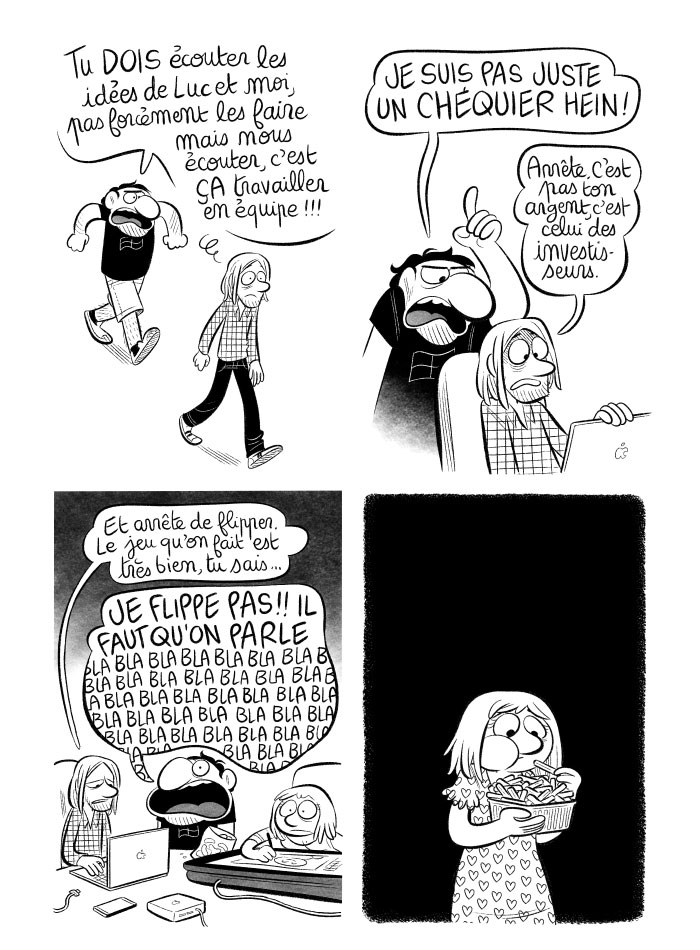 Tu DOIS écouter les
idées de Luc et moi,
pas forcément les faire
mais nous
écouter, c'est
ÇA travailler
en équipe !!!
JE SUIS PAS JUSTE
UN CHÉQUIER HEIN !
Arrête, C'est
pas ton
argent, c'est
celui des
investis-
seurs.
Et arrête de flipper.
Le jeu qu'on fait est
très bien, tu sais...
JE FLIPPE PAS!! IL
FAUT QU'ON PARLE
BLA BLA BLA BLA BLA BLA BLA B
BLA BLA BLA BLA BLA BLA BLA BLA
BLA BLA BLA BLA BLA BLA BLA BLA
BLA BLA BLA BLA BLA BLA BLA
BLA BLA BLA BLA BLA BLA BLA
BLA BLA BLA BLA BLA
BLA